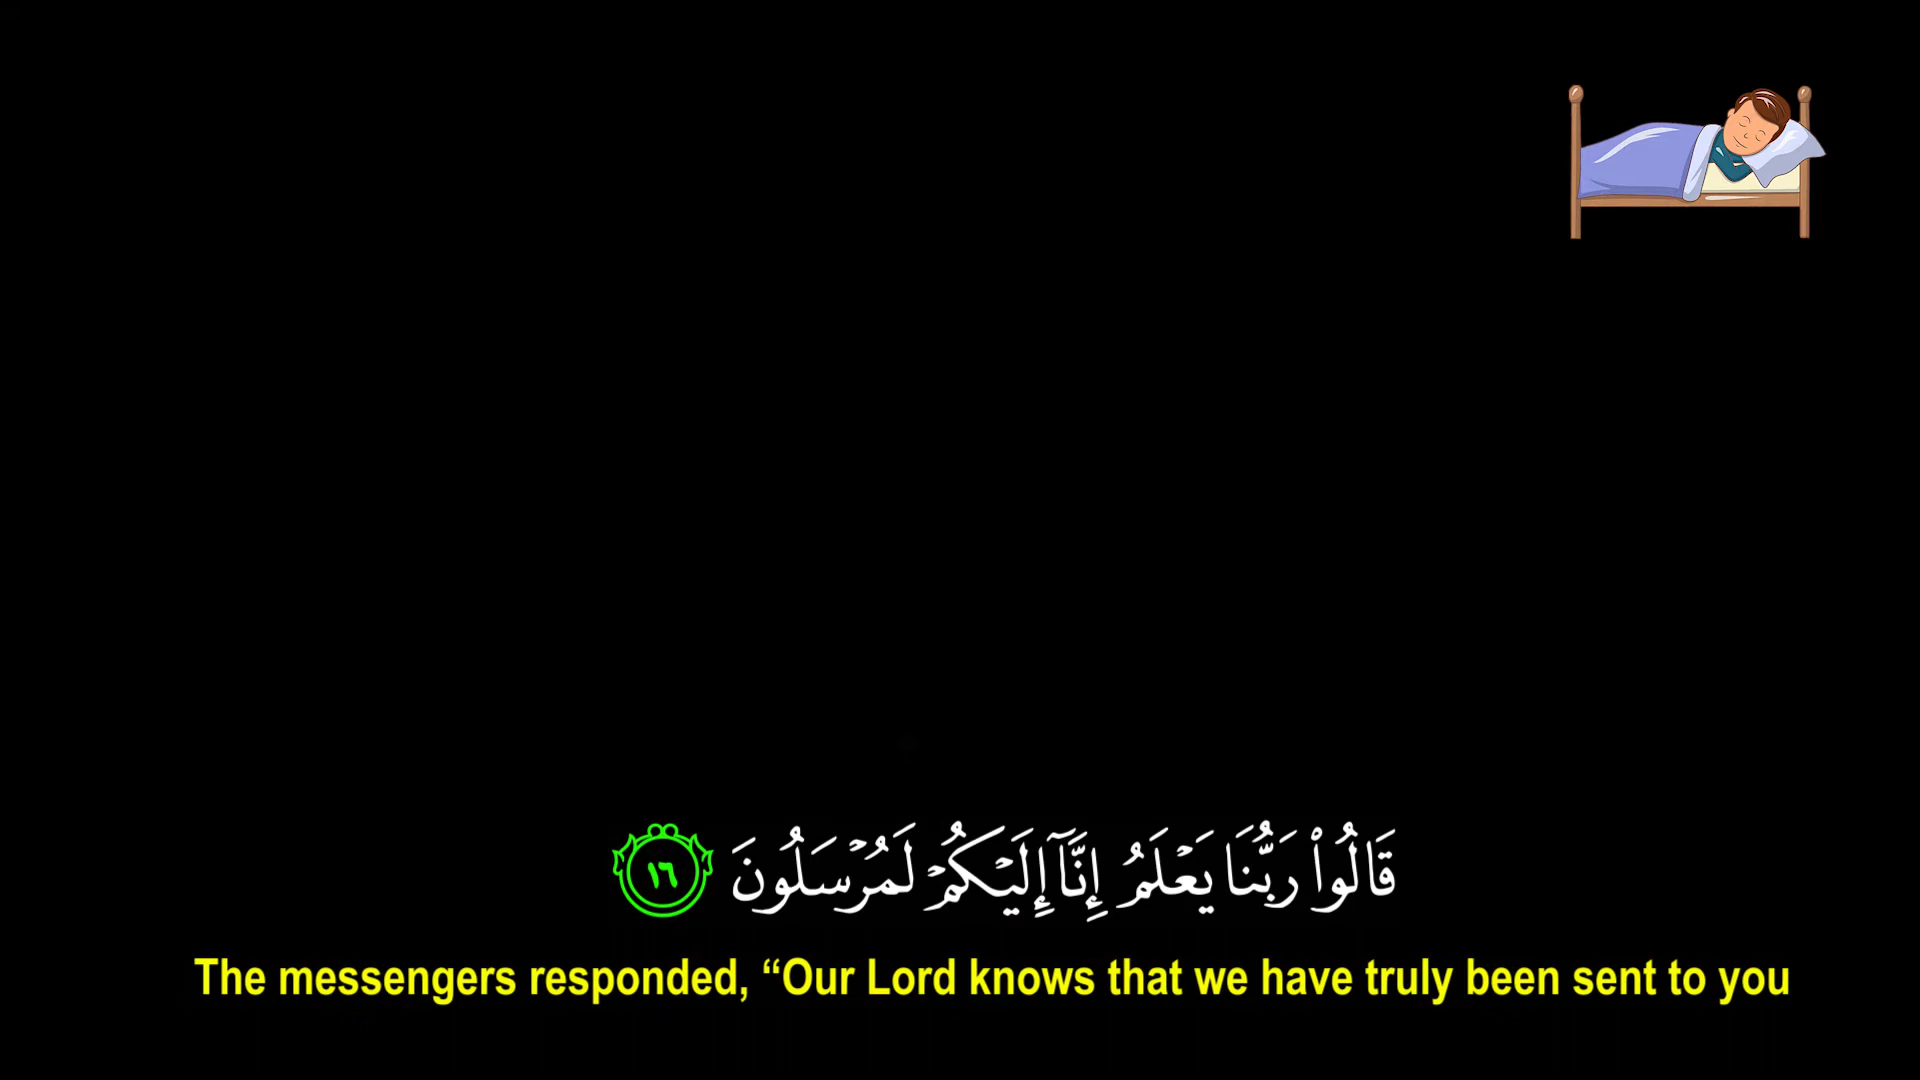 قَالُوا۟ رَبُّنَا يَعْلَمُ إِنَّآ إِلَيْكُمْ لَمُرْسَلُونَ ١٦
The messengers responded, “Our Lord knows that we have truly been sent to you